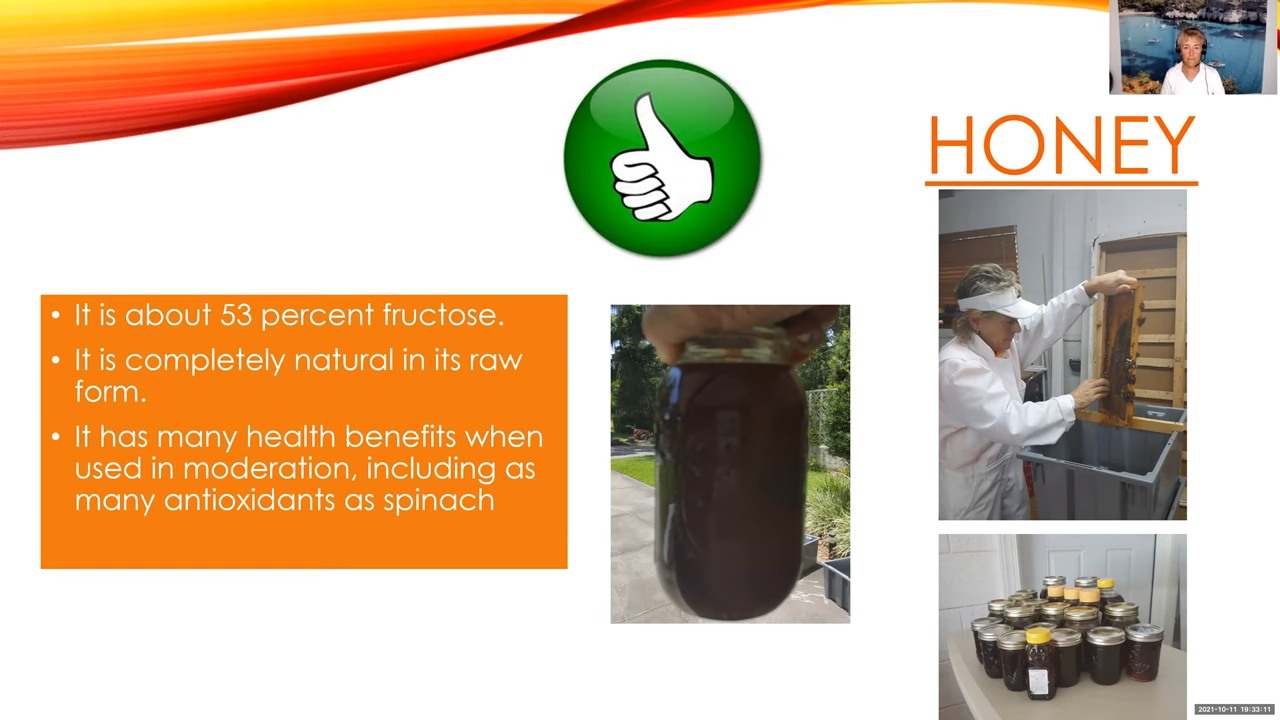 HONEY
• It is about 53 percent fructose.
• It is completely natural in its raw
form.
• It has many health benefits when
used in moderation, including as
many antioxidants as spinach
2021-10-11 19:33:11